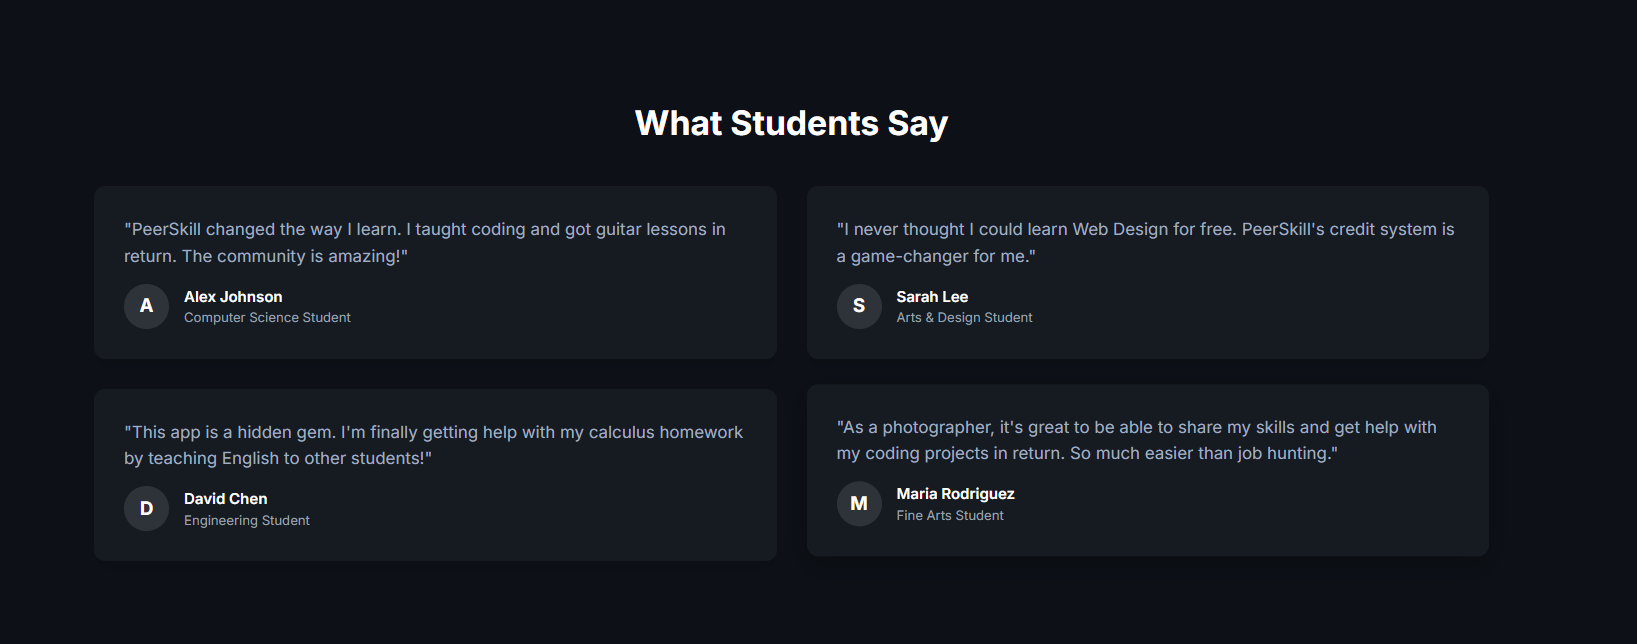 What Students Say
"PeerSkill changed the way I learn. I taught coding and got guitar lessons in
return. The community is amazing!"
A
Alex Johnson
Computer Science Student
"I never thought I could learn Web Design for free. PeerSkill's credit system is
a game-changer for me."
S
Sarah Lee
Arts & Design Student
"This app is a hidden gem. I'm finally getting help with my calculus homework
by teaching English to other students!"
D
David Chen
Engineering Student
"As a photographer, it's great to be able to share my skills and get help with
my coding projects in return. So much easier than job hunting."
M
Maria Rodriguez
Fine Arts Student